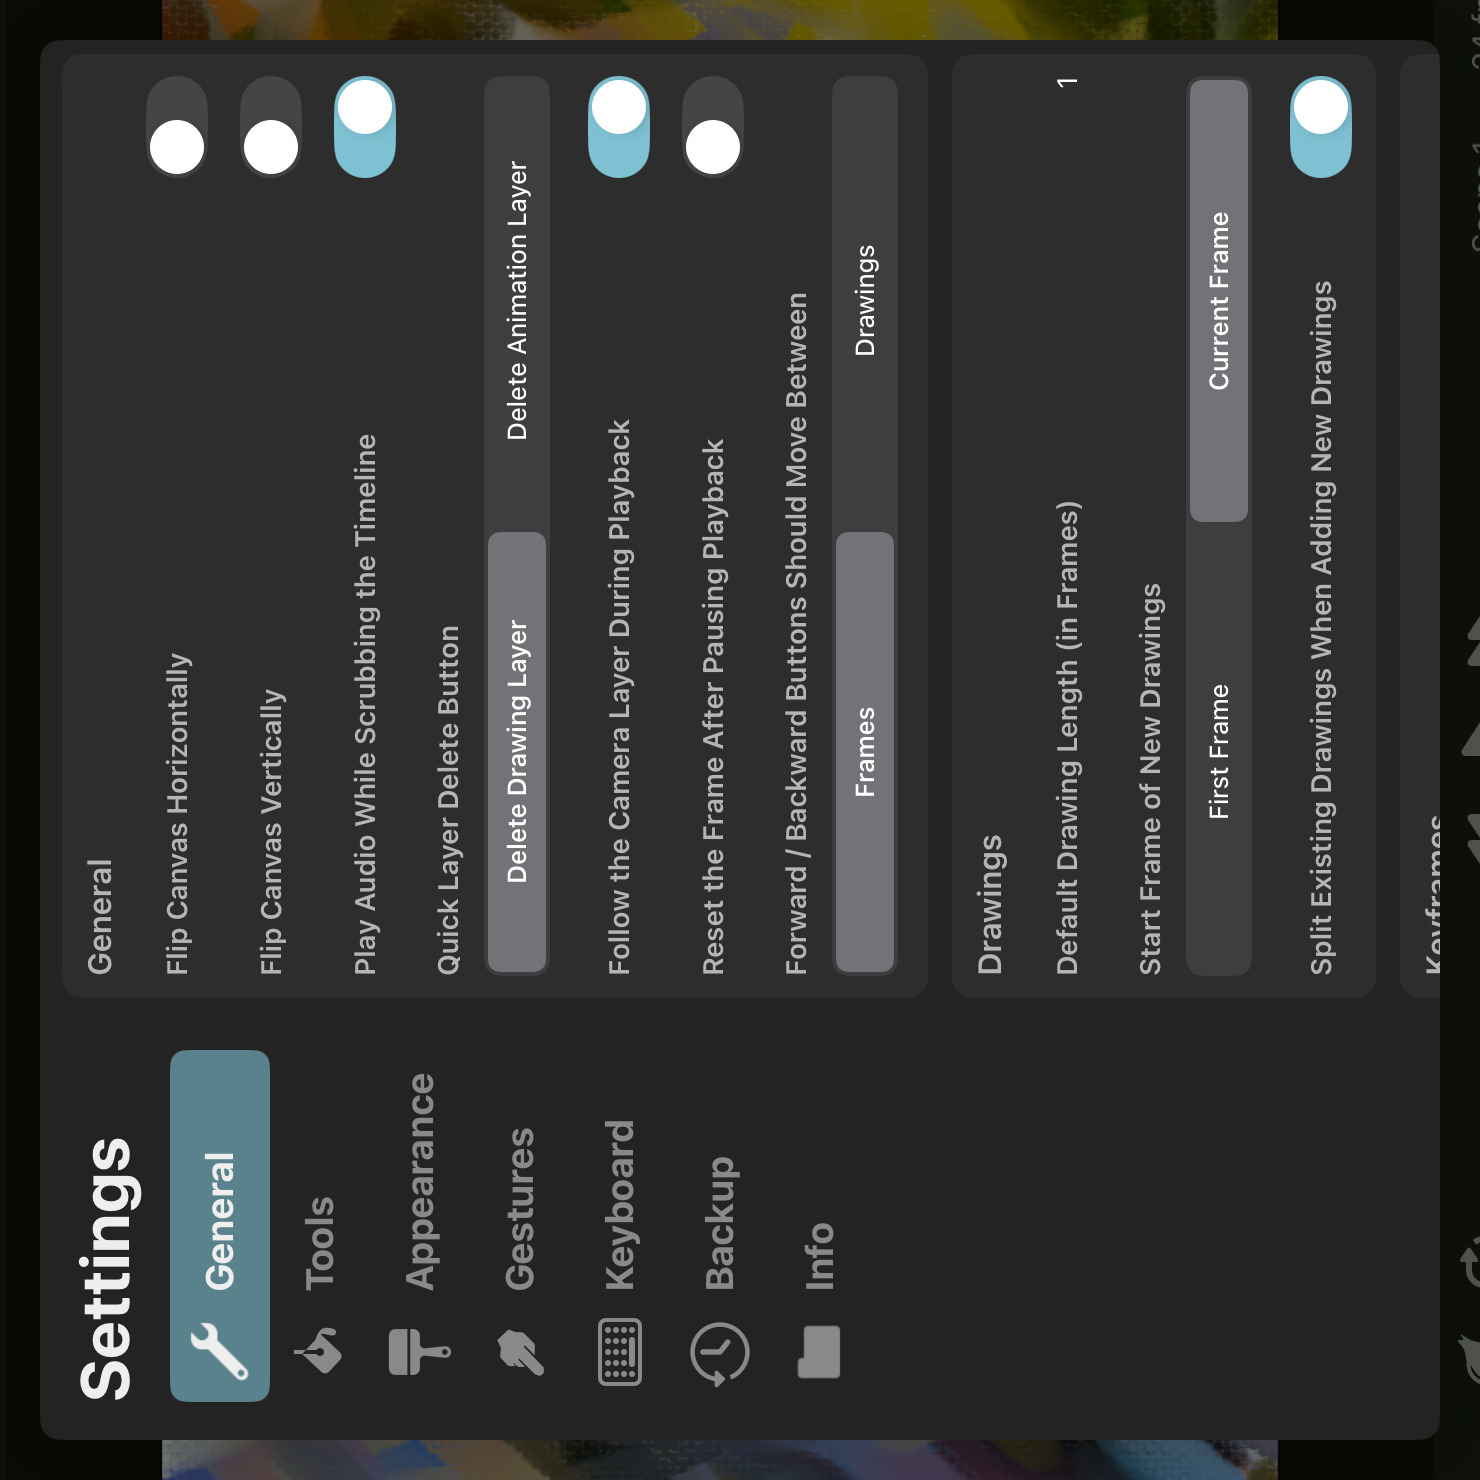 Settings
General
Tools
Appearance
Gestures
Keyboard
Backup
Info
General
Flip Canvas Horizontally
Flip Canvas Vertically
Play Audio While Scrubbing the Timeline
Quick Layer Delete Button
Delete Drawing Layer
Delete Animation Layer
Follow the Camera Layer During Playback
Reset the Frame After Pausing Playback
Forward / Backward Buttons Should Move Between
Frames
Drawings
Drawings
Default Drawing Length (in Frames)
1
Start Frame of New Drawings
First Frame
Current Frame
Split Existing Drawings When Adding New Drawings
Keyframes